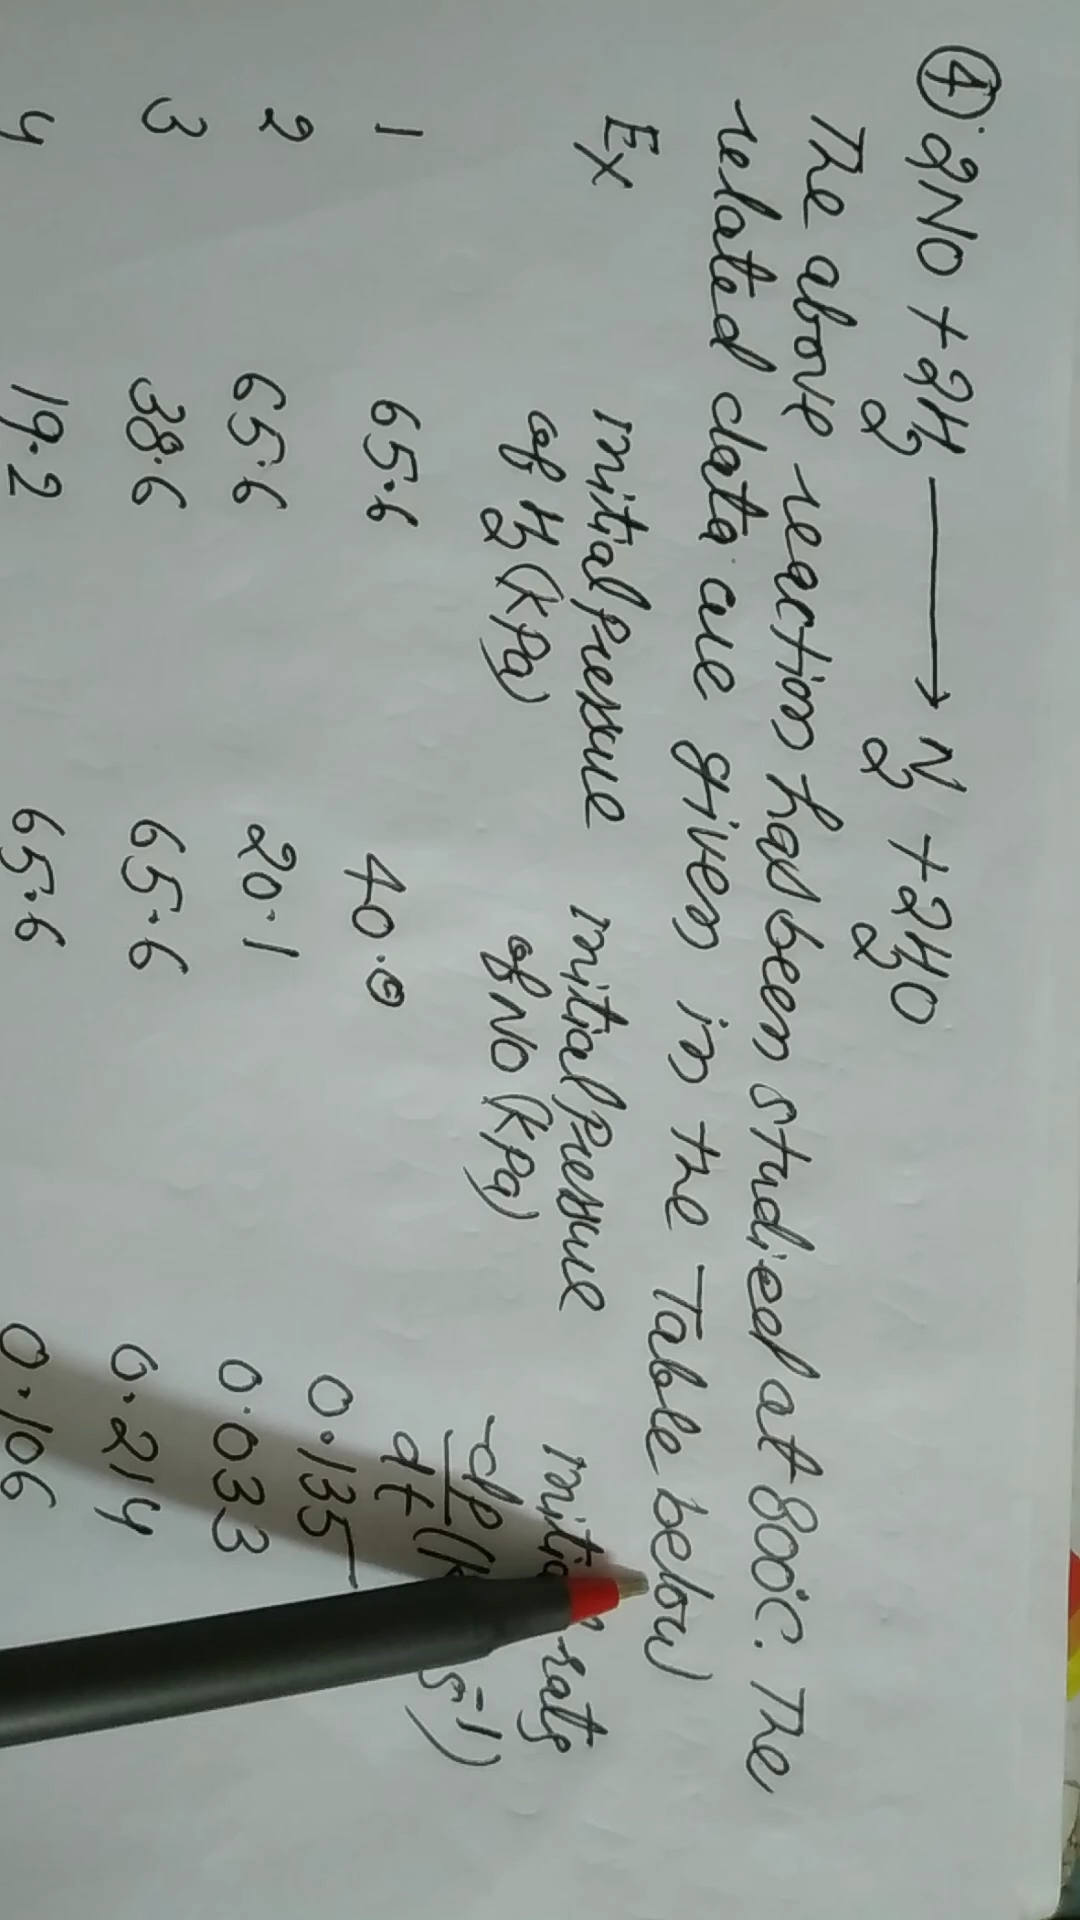 ④ 2NO + 2H2 → N2 + 2H2O
The above reaction has been studied at 800°C. The
related data are given in the Table below
Ex initial Pressure initial Pressure initial rate
of H2 (kPa) of NO (kPa) -dp/dt (k s-1)
1 65.6 40.0 0.135
2 65.6 20.1 0.033
3 38.6 65.6 0.214
4 19.2 65.6 0.106